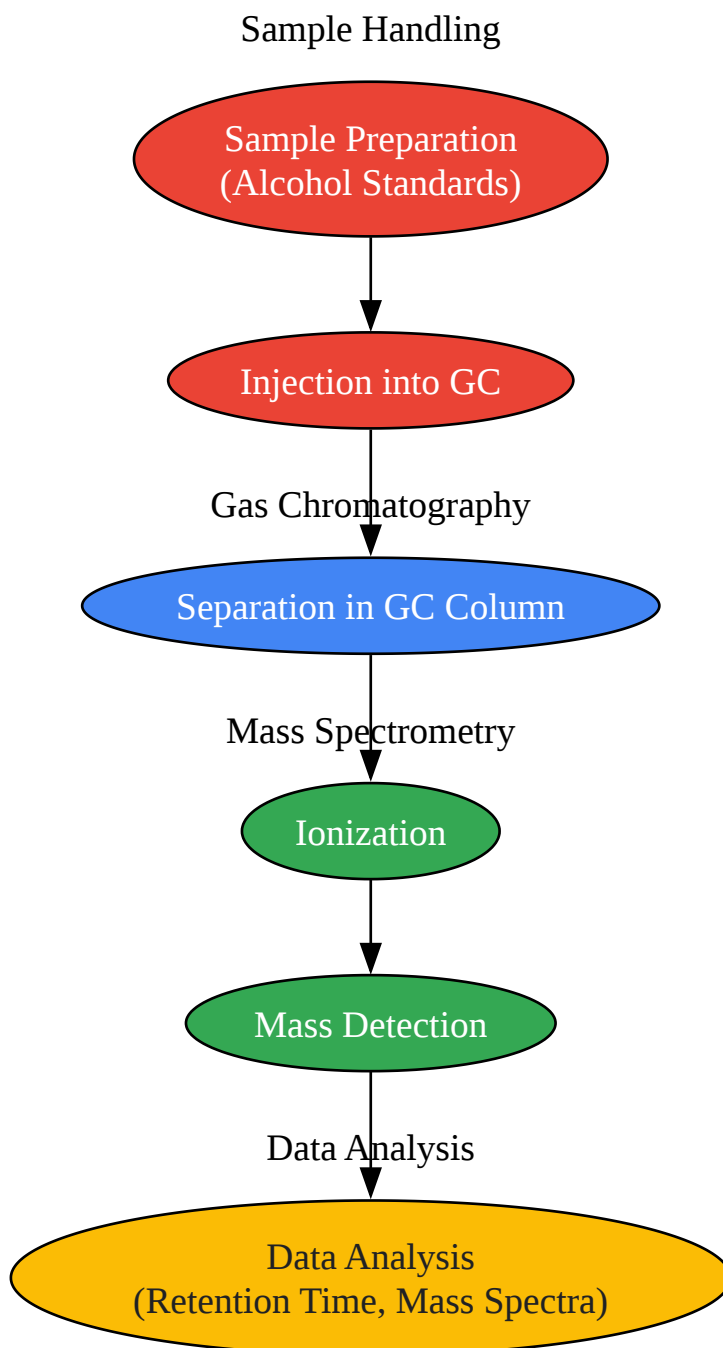 Sample Handling
Sample Preparation
(Alcohol Standards)
Injection into GC
Gas Chromatography
Separation in GC Column
Mass Spectrometry
Ionization
Mass Detection
Data Analysis
Data Analysis
(Retention Time, Mass Spectra)